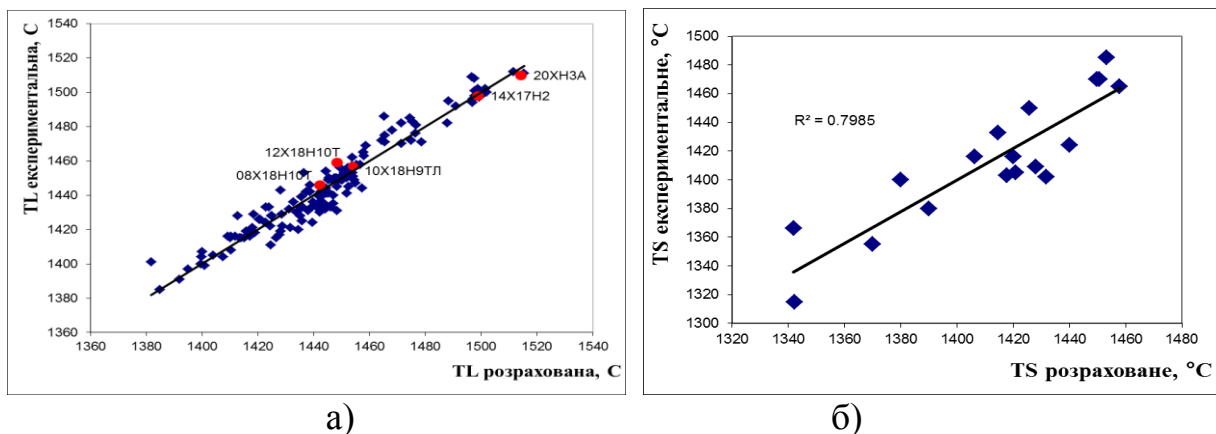 TL експериментальна, С
1540
1520
1500
1480
1460
1440
1420
1400
1380
1360
1360 1380 1400 1420 1440 1460 1480 1500 1520 1540
20ХН3А
14Х17Н2
12Х18Н10Т
10Х18Н9ТЛ
08Х18Н10Т
TL розрахована, С
а)
TS експериментальне, °С
1500
1480
1460
1440
1420
1400
1380
1360
1340
1320
1300
1320 1340 1360 1380 1400 1420 1440 1460 1480
R² = 0.7985
TS розраховане, °С
б)